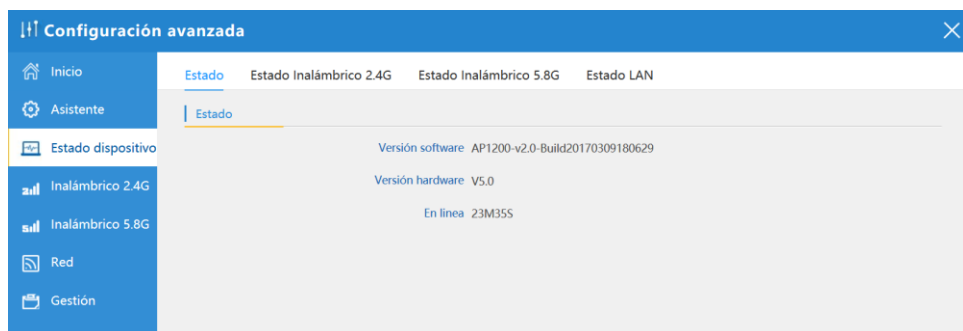 Configuración avanzada
Inicio
Asistente
Estado dispositivo
Inalámbrico 2.4G
Inalámbrico 5.8G
Red
Gestión
Estado Estado Inalámbrico 2.4G Estado Inalámbrico 5.8G Estado LAN
Estado
Versión software AP1200-v2.0-Build20170309180629
Versión hardware V5.0
En línea 23M35S